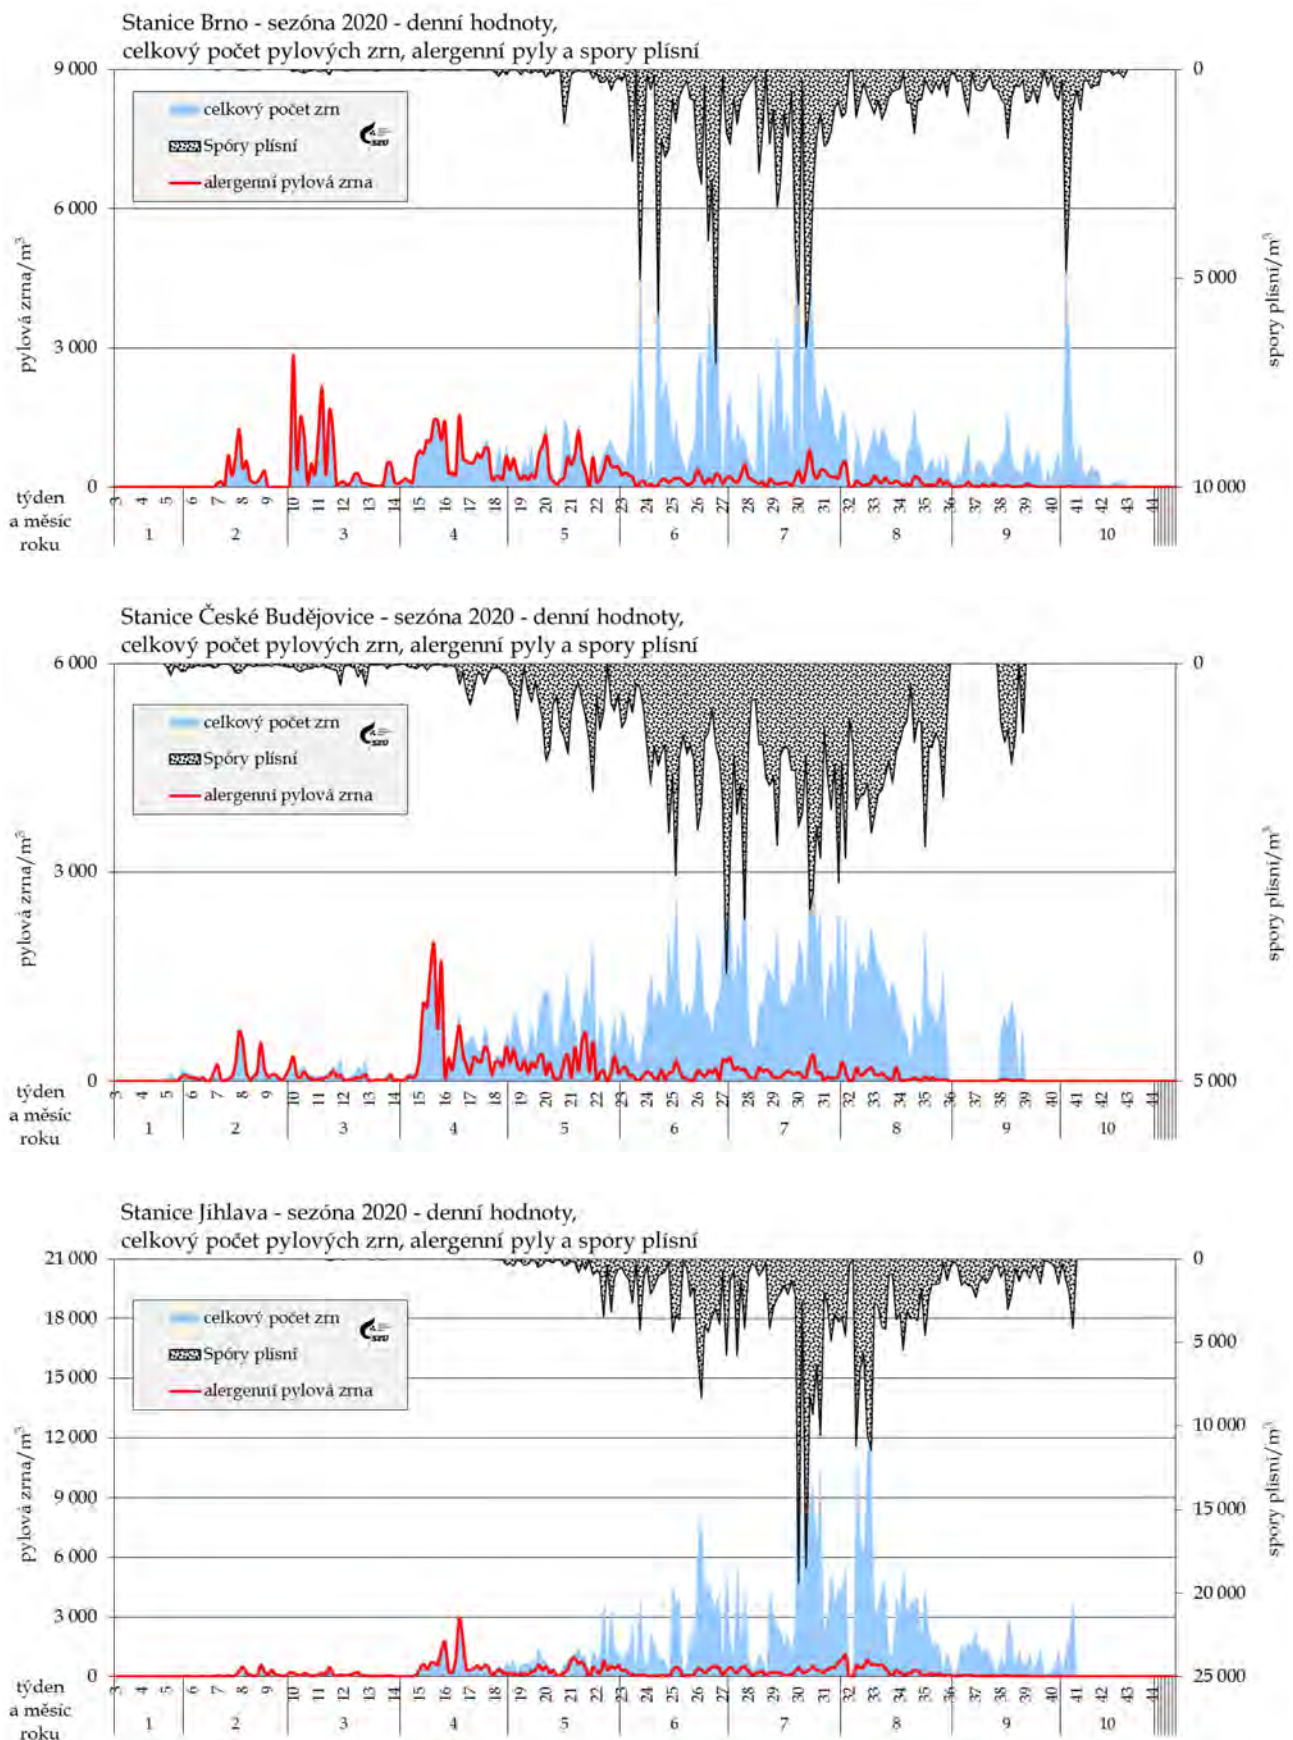 Stanice Brno - sezóna 2020 - denní hodnoty,
celkový počet pylových zrn, alergenní pyly a spory plísní
9 000
6 000
3 000
0
pylová zrna/m³
celkový počet zrn
Spóry plísní
alergenní pylová zrna
SZU
0
5 000
10 000
spory plísní/m³
týden
a měsíc
roku
3 4 5 6 7 8 9 10 11 12 13 14 15 16 17 18 19 20 21 22 23 24 25 26 27 28 29 30 31 32 33 34 35 36 37 38 39 40 41 42 43 44
1 2 3 4 5 6 7 8 9 10
Stanice České Budějovice - sezóna 2020 - denní hodnoty,
celkový počet pylových zrn, alergenní pyly a spory plísní
6 000
3 000
0
pylová zrna/m³
celkový počet zrn
Spóry plísní
alergenní pylová zrna
SZU
0
5 000
spory plísní/m³
týden
a měsíc
roku
3 4 5 6 7 8 9 10 11 12 13 14 15 16 17 18 19 20 21 22 23 24 25 26 27 28 29 30 31 32 33 34 35 36 37 38 39 40 41 42 43 44
1 2 3 4 5 6 7 8 9 10
Stanice Jihlava - sezóna 2020 - denní hodnoty,
celkový počet pylových zrn, alergenní pyly a spory plísní
21 000
18 000
15 000
12 000
9 000
6 000
3 000
0
pylová zrna/m³
celkový počet zrn
Spóry plísní
alergenní pylová zrna
SZU
0
5 000
10 000
15 000
20 000
25 000
spory plísní/m³
týden
a měsíc
roku
3 4 5 6 7 8 9 10 11 12 13 14 15 16 17 18 19 20 21 22 23 24 25 26 27 28 29 30 31 32 33 34 35 36 37 38 39 40 41 42 43 44
1 2 3 4 5 6 7 8 9 10